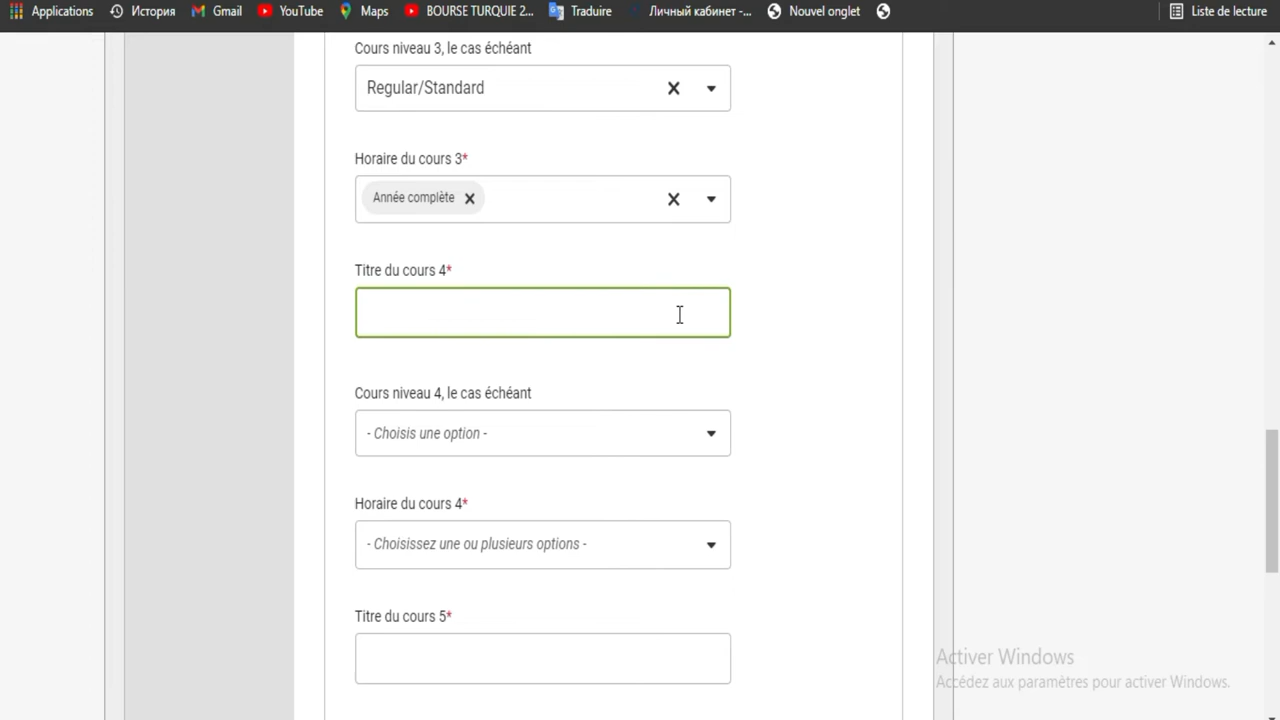 Applications История Gmail YouTube Maps BOURSE TURQUIE 2... Traduire Личный кабинет -... Nouvel onglet Liste de lecture
Cours niveau 3, le cas échéant
Regular/Standard
Horaire du cours 3*
Année complète
Titre du cours 4*
Cours niveau 4, le cas échéant
- Choisis une option -
Horaire du cours 4*
- Choisissez une ou plusieurs options -
Titre du cours 5*
Activer Windows
Accédez aux paramètres pour activer Windows.